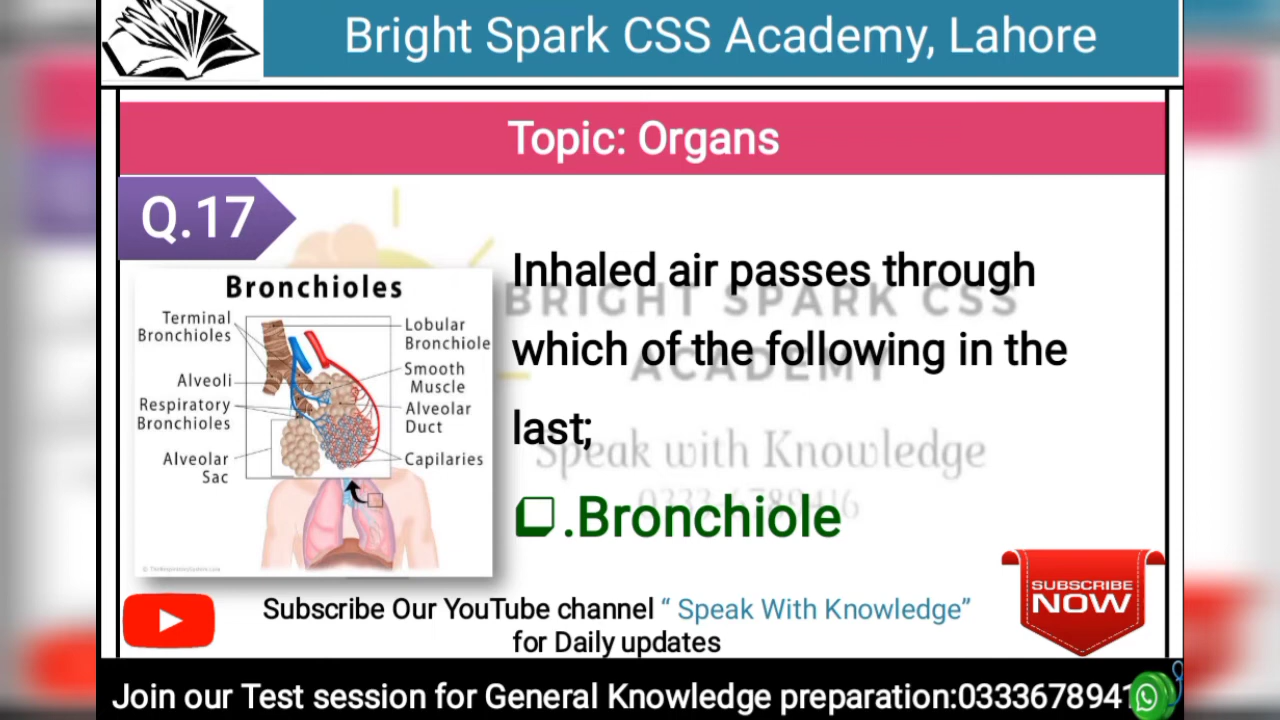 Bright Spark CSS Academy, Lahore
Topic: Organs
Q.17
Bronchioles
Terminal
Bronchioles
Alveoli
Respiratory
Bronchioles
Alveolar
Sac
Lobular
Bronchiole
Smooth
Muscle
Alveolar
Duct
Capilaries
Inhaled air passes through
which of the following in the
last;
.Bronchiole
BRIGHT SPARK CSS
ACADEMY
Speak with Knowledge
SUBSCRIBE
NOW
Subscribe Our YouTube channel “ Speak With Knowledge”
for Daily updates
Join our Test session for General Knowledge preparation:0333678941